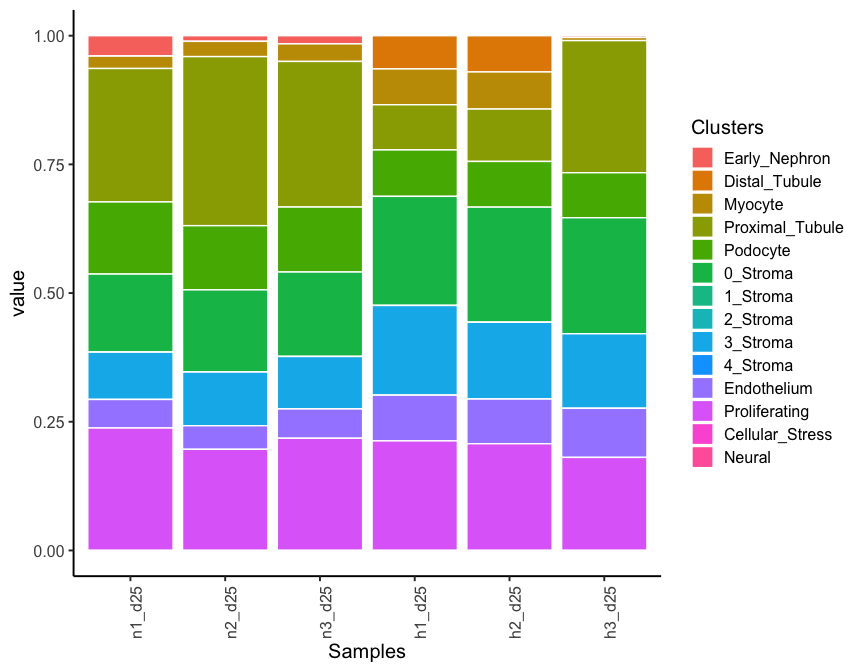 1.00
0.75
0.50
0.25
0.00
value
n1_d25
n2_d25
n3_d25
h1_d25
h2_d25
h3_d25
Samples
Clusters
Early_Nephron
Distal_Tubule
Myocyte
Proximal_Tubule
Podocyte
0_Stroma
1_Stroma
2_Stroma
3_Stroma
4_Stroma
Endothelium
Proliferating
Cellular_Stress
Neural